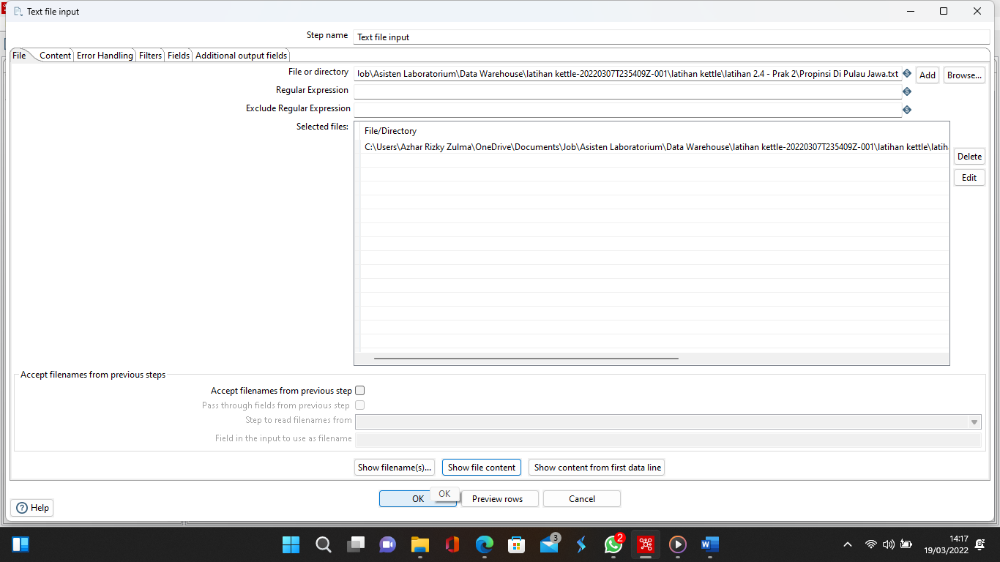 Text file input
Step name Text file input
File Content Error Handling Filters Fields Additional output fields
File or directory Job\Asisten Laboratorium\Data Warehouse\latihan kettle-20220307T235409Z-001\latihan kettle\latihan 2.4 - Prak 2\Propinsi Di Pulau Jawa.txt S Add Browse...
Regular Expression S
Exclude Regular Expression S
Selected files: File/Directory
C:\Users\Azhar Rizky Zulma\OneDrive\Documents\Job\Asisten Laboratorium\Data Warehouse\latihan kettle-20220307T235409Z-001\latihan kettle\latih
Delete
Edit
Accept filenames from previous steps
Accept filenames from previous step
Pass through fields from previous step
Step to read filenames from
Field in the input to use as filename
Show filename(s)... Show file content Show content from first data line
OK OK Preview rows Cancel
? Help
3 2 W 14:17
19/03/2022